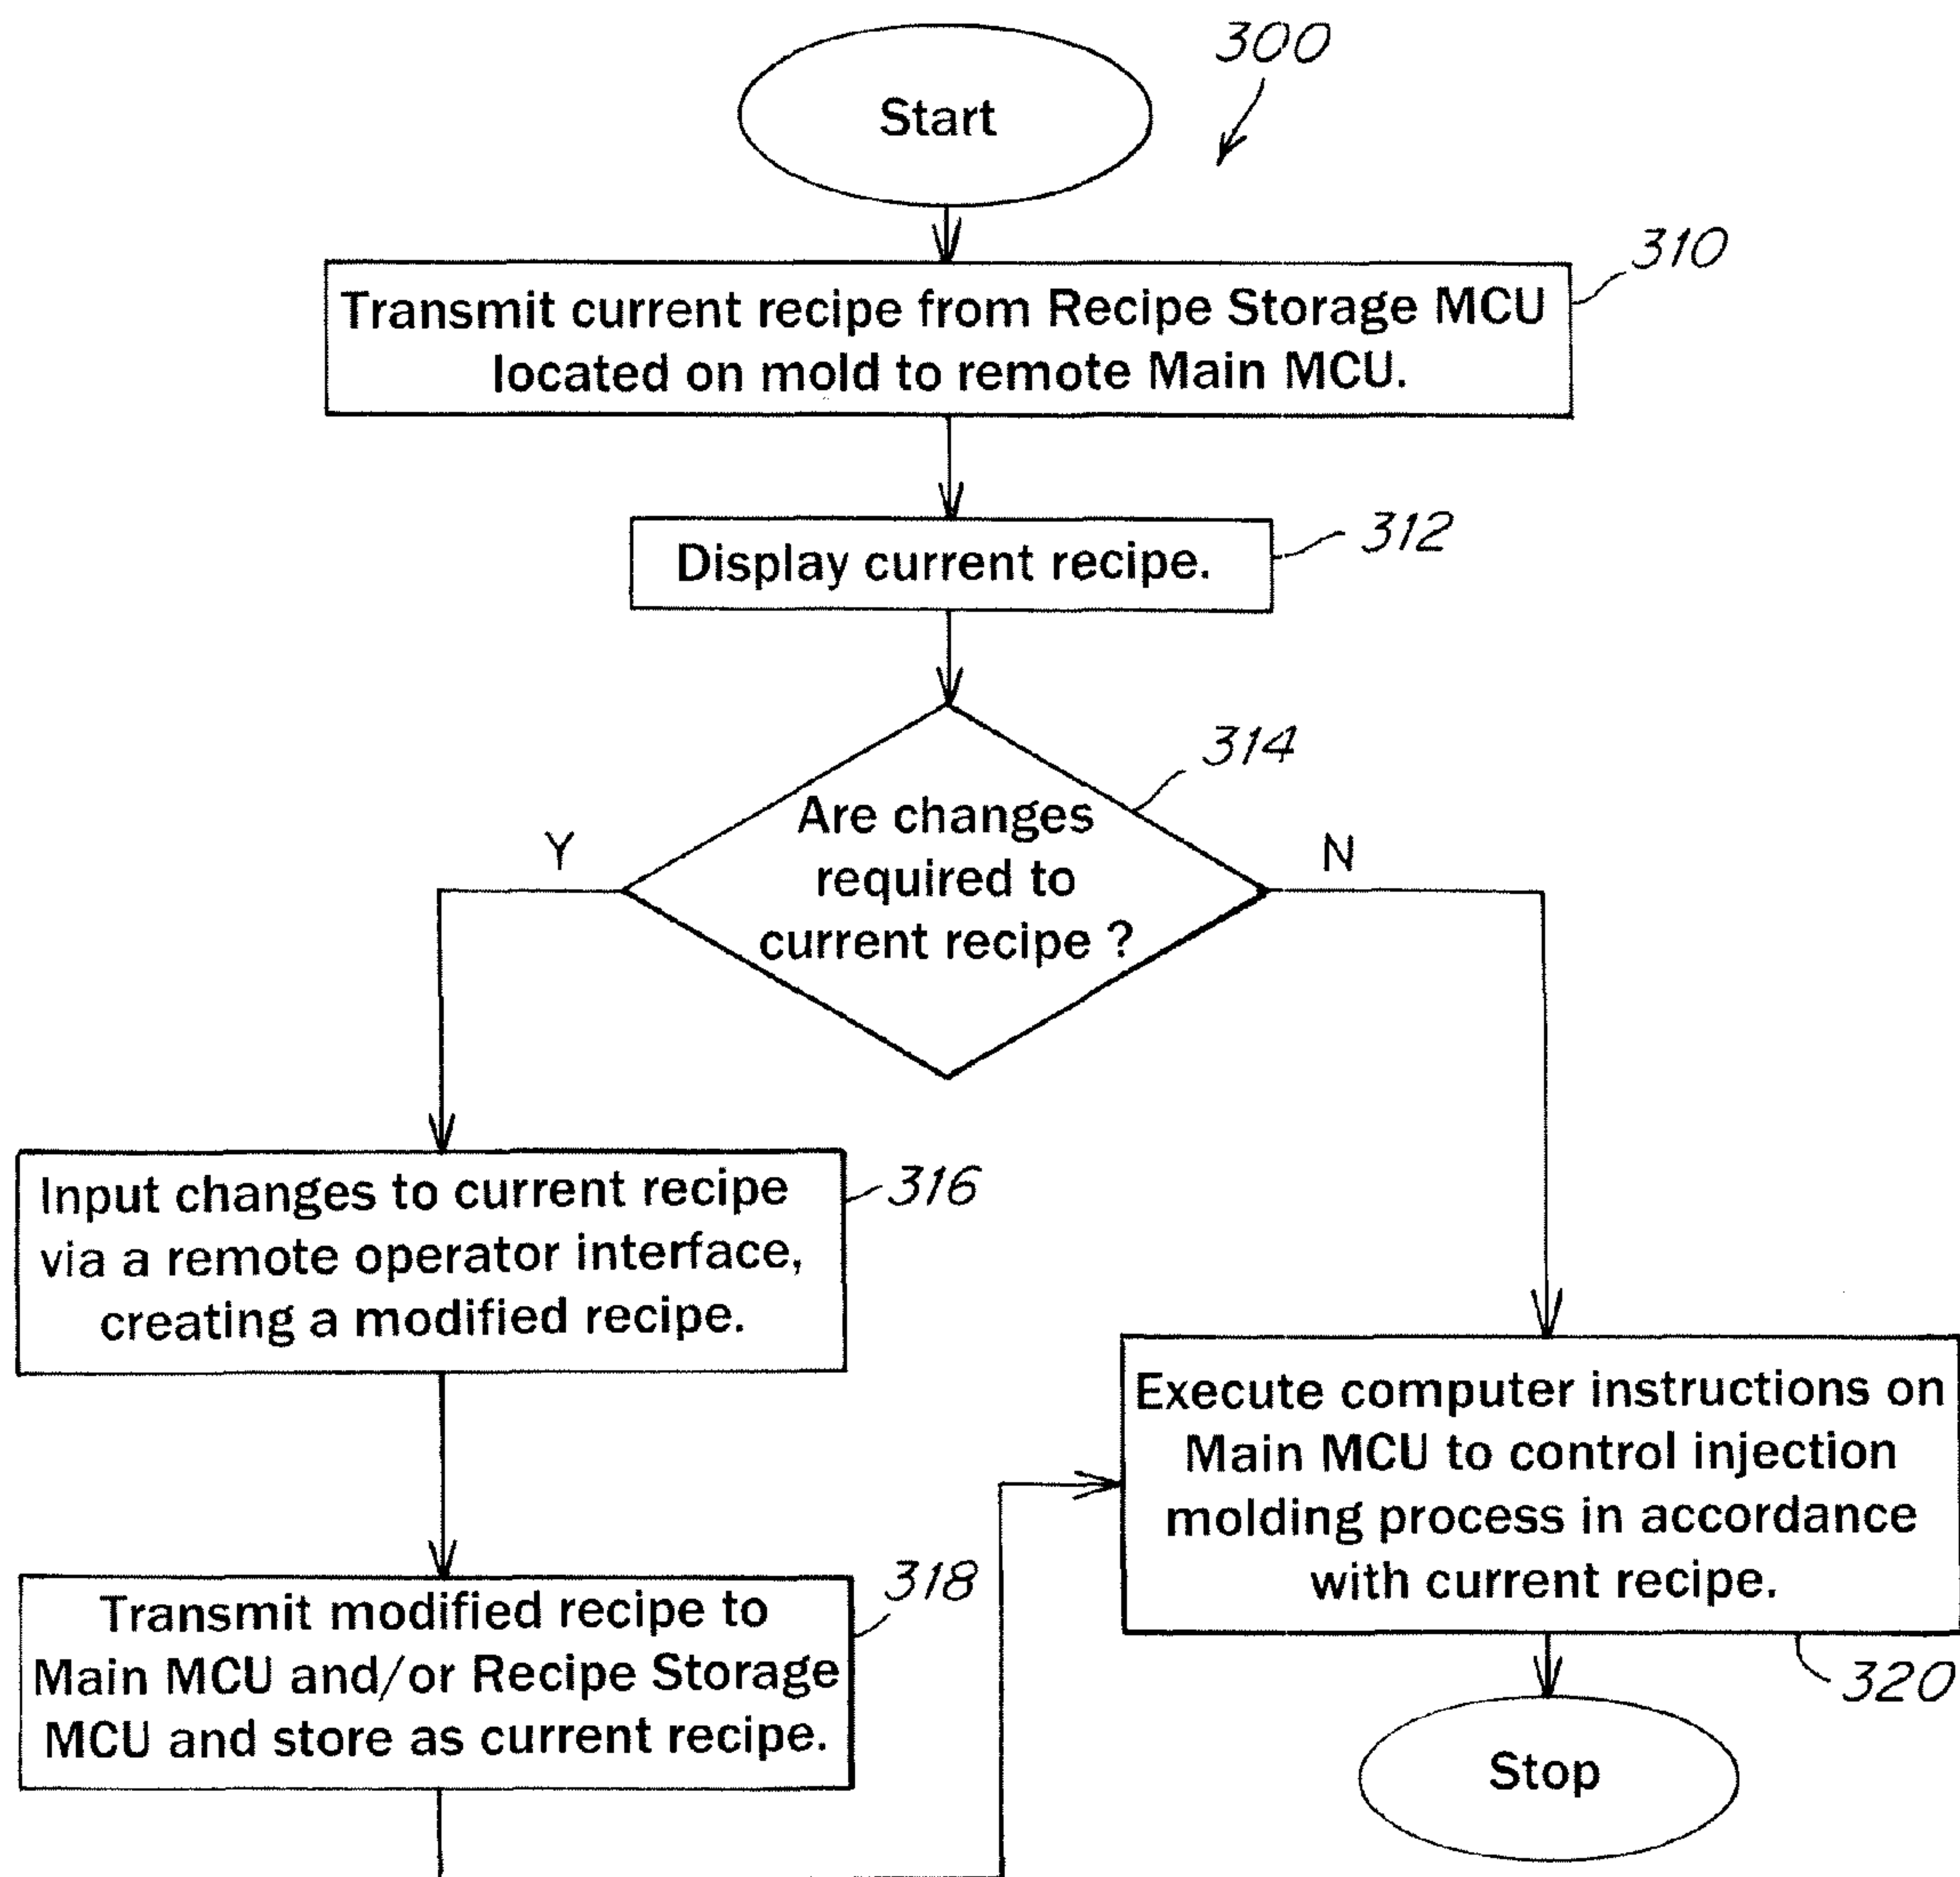 300
Start
310
Transmit current recipe from Recipe Storage MCU
located on mold to remote Main MCU.
312
Display current recipe.
314
Are changes
required to
current recipe ?
Y
N
316
Input changes to current recipe
via a remote operator interface,
creating a modified recipe.
318
Transmit modified recipe to
Main MCU and/or Recipe Storage
MCU and store as current recipe.
Execute computer instructions on
Main MCU to control injection
molding process in accordance
with current recipe.
320
Stop